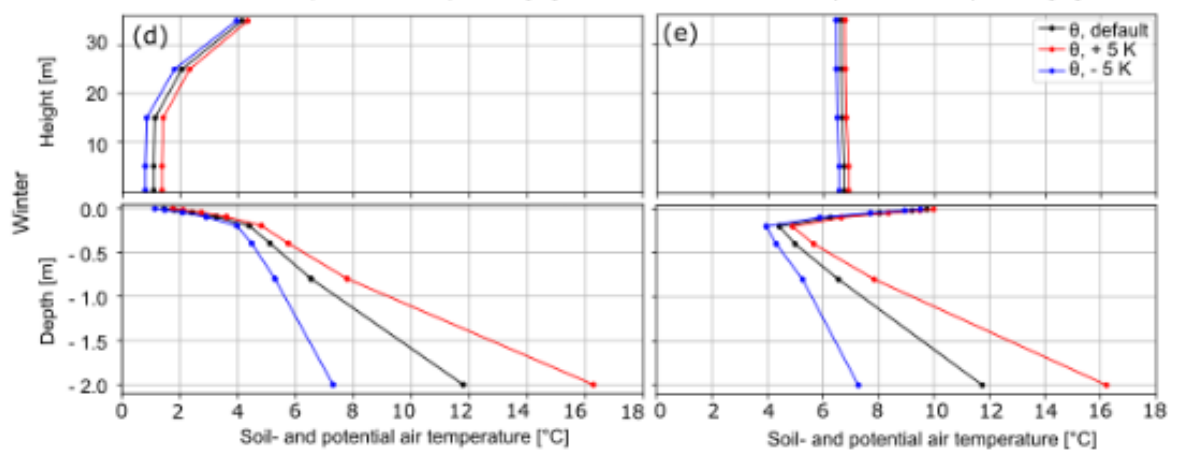 (d)
(e)
θ, default
θ, + 5 K
θ, - 5 K
Height [m]
30
20
10
Winter
Depth [m]
0.0
- 0.5
- 1.0
- 1.5
- 2.0
0 2 4 6 8 10 12 14 16 18
0 2 4 6 8 10 12 14 16 18
Soil- and potential air temperature [°C]
Soil- and potential air temperature [°C]